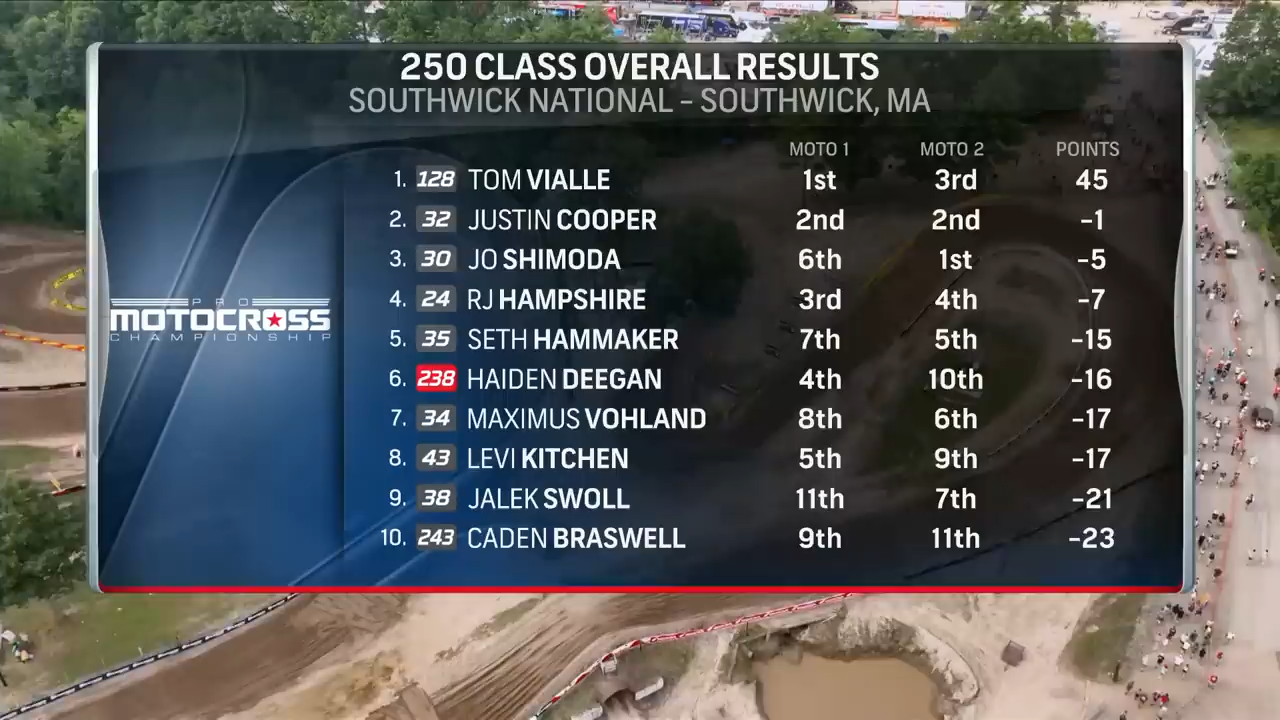 250 CLASS OVERALL RESULTS
SOUTHWICK NATIONAL – SOUTHWICK, MA
MOTO 1 MOTO 2 POINTS
1. 128 TOM VIALLE 1st 3rd 45
2. 32 JUSTIN COOPER 2nd 2nd –1
3. 30 JO SHIMODA 6th 1st –5
4. 24 RJ HAMPSHIRE 3rd 4th –7
5. 35 SETH HAMMAKER 7th 5th –15
6. 238 HAIDEN DEEGAN 4th 10th –16
7. 34 MAXIMUS VOHLAND 8th 6th –17
8. 43 LEVI KITCHEN 5th 9th –17
9. 38 JALEK SWOLL 11th 7th –21
10. 243 CADEN BRASWELL 9th 11th –23
PRO
MOTOCROSS
CHAMPIONSHIP